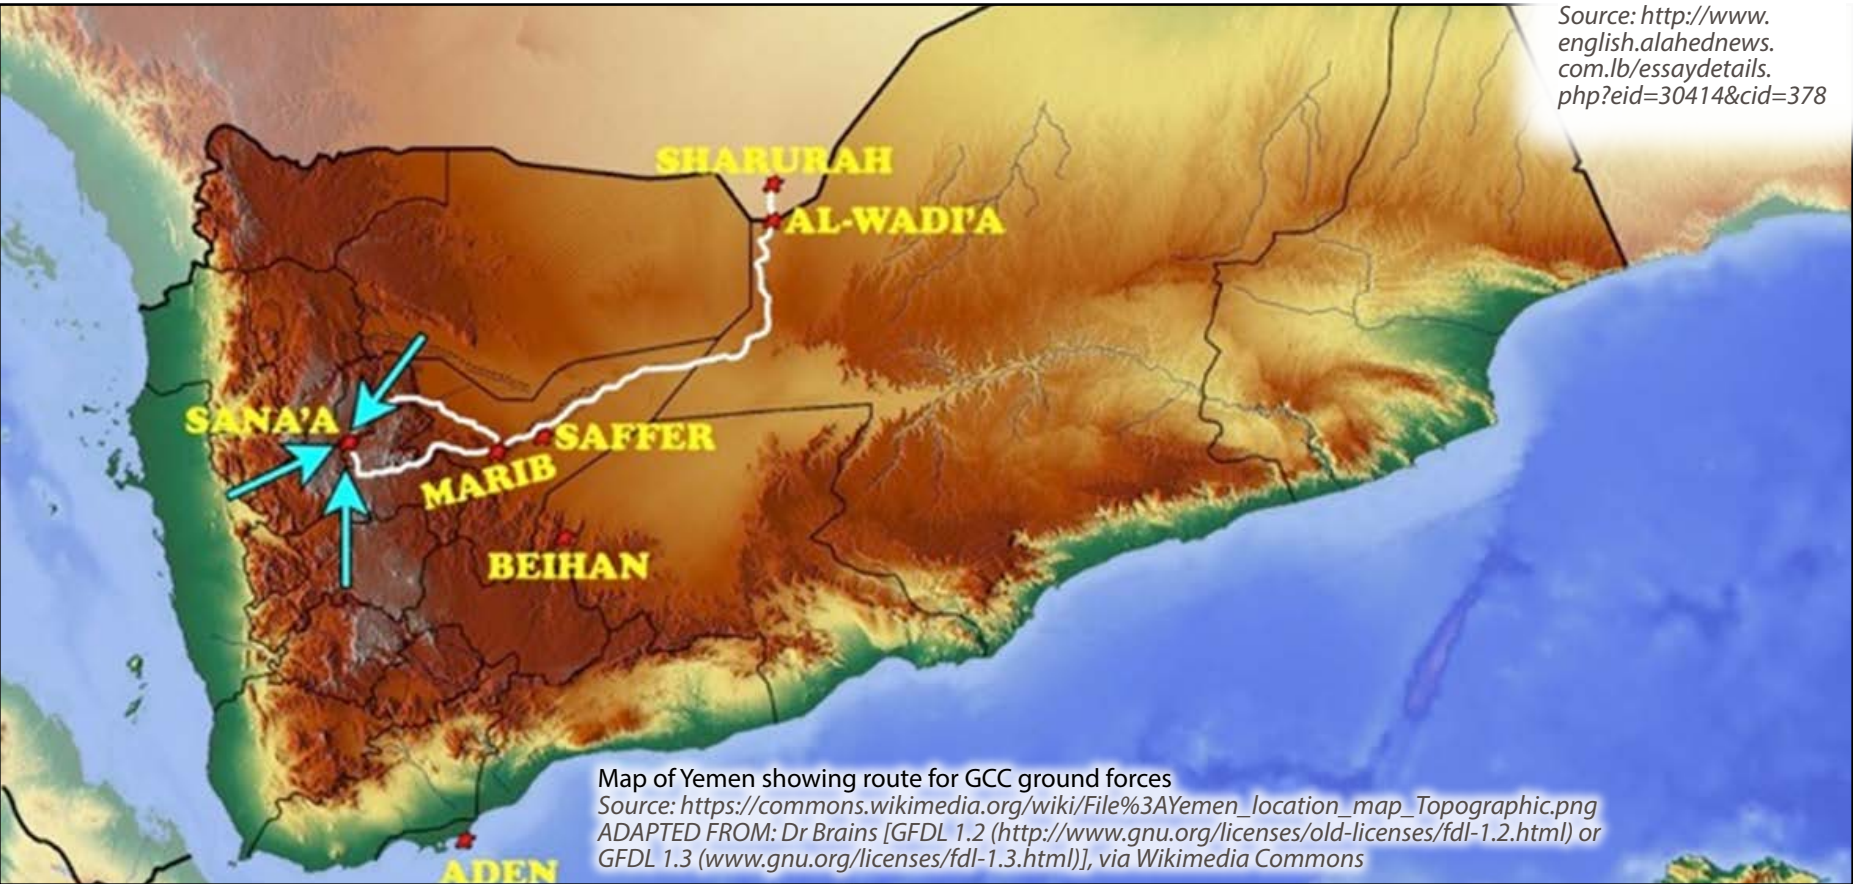 Source: http://www.
english.alahednews.
com.lb/essaydetails.
php?eid=30414&cid=378
SHARURAH
AL-WADI'A
SANA'A
SAFFER
MARIB
BEIHAN
Map of Yemen showing route for GCC ground forces
Source: https://commons.wikimedia.org/wiki/File%3AYemen_location_map_Topographic.png
ADAPTED FROM: Dr Brains [GFDL 1.2 (http://www.gnu.org/licenses/old-licenses/fdl-1.2.html) or
GFDL 1.3 (www.gnu.org/licenses/fdl-1.3.html)], via Wikimedia Commons
ADEN